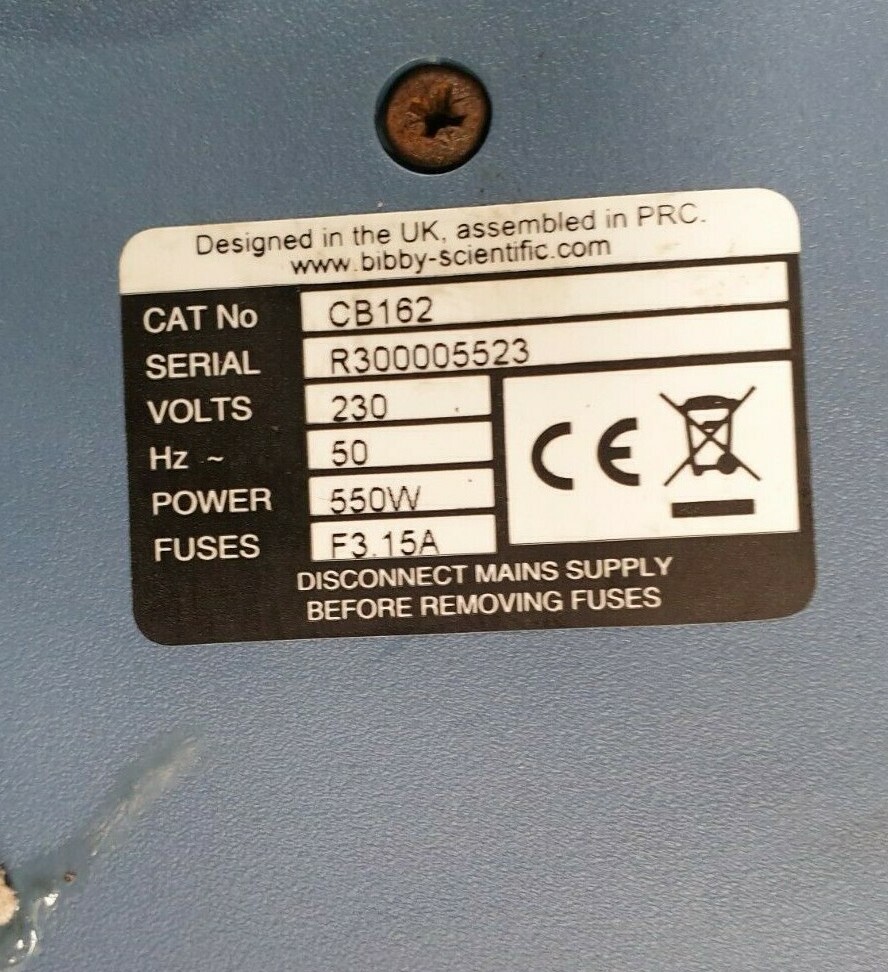 Designed in the UK, assembled in PRC.
www.bibby-scientific.com
CAT No CB162
SERIAL R300005523
VOLTS 230
Hz ~ 50
POWER 550W
FUSES F3.15A
CE
DISCONNECT MAINS SUPPLY
BEFORE REMOVING FUSES